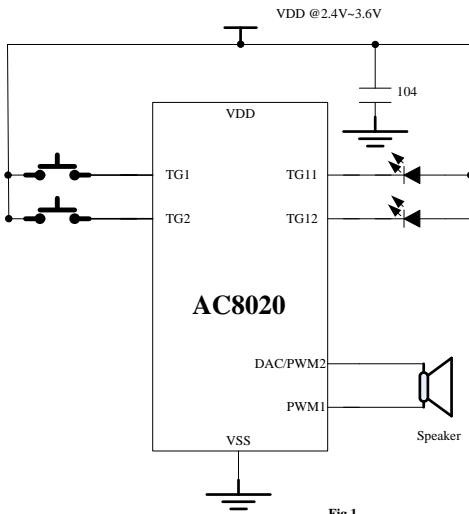 VDD @2.4V~3.6V
104
VDD
TG1
TG11
TG2
TG12
AC8020
DAC/PWM2
PWM1
Speaker
VSS
Fig 1